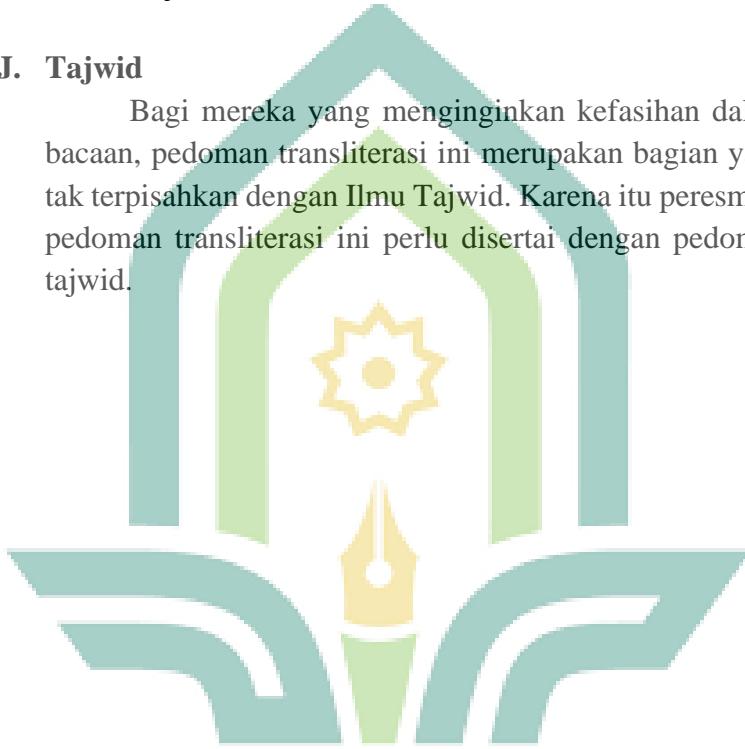 J. Tajwid
Bagi mereka yang menginginkan kefasihan dal
bacaan, pedoman transliterasi ini merupakan bagian y
tak terpisahkan dengan Ilmu Tajwid. Karena itu peresm
pedoman transliterasi ini perlu disertai dengan pedom
tajwid.